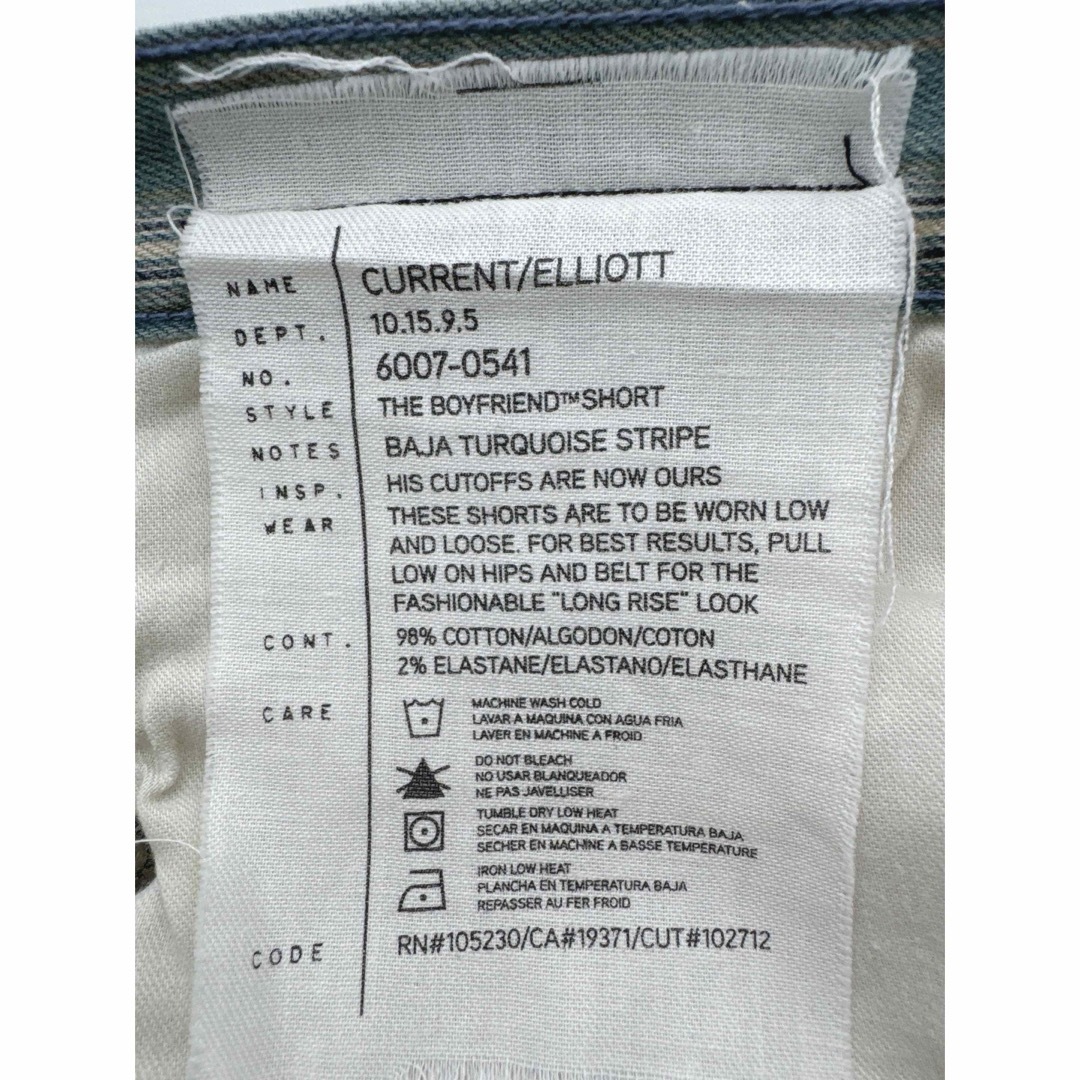 NAME CURRENT/ELLIOTT
DEPT. 10.15.9.5
NO. 6007-0541
STYLE THE BOYFRIEND™SHORT
NOTES BAJA TURQUOISE STRIPE
INSP. HIS CUTOFFS ARE NOW OURS
WEAR THESE SHORTS ARE TO BE WORN LOW
AND LOOSE. FOR BEST RESULTS, PULL
LOW ON HIPS AND BELT FOR THE
FASHIONABLE "LONG RISE" LOOK
CONT. 98% COTTON/ALGODON/COTON
2% ELASTANE/ELASTANO/ELASTHANE
CARE MACHINE WASH COLD
LAVAR A MAQUINA CON AGUA FRIA
LAVER EN MACHINE A FROID
DO NOT BLEACH
NO USAR BLANQUEADOR
NE PAS JAVELLISER
TUMBLE DRY LOW HEAT
SECAR EN MAQUINA A TEMPERATURA BAJA
SECHER EN MACHINE A BASSE TEMPERATURE
IRON LOW HEAT
PLANCHA EN TEMPERATURA BAJA
REPASSER AU FER FROID
CODE RN#105230/CA#19371/CUT#102712